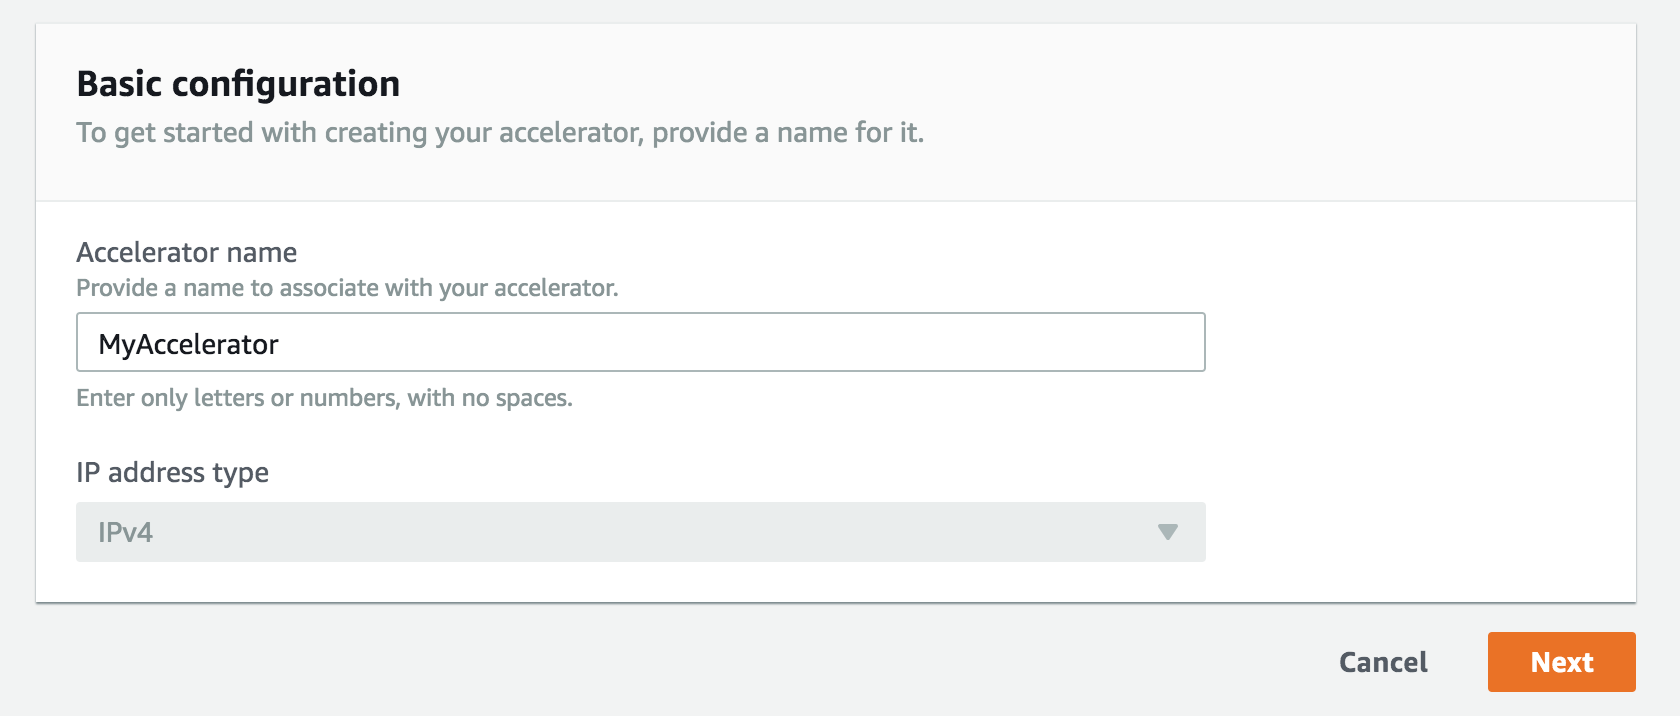 Basic configuration
To get started with creating your accelerator, provide a name for it.
Accelerator name
Provide a name to associate with your accelerator.
MyAccelerator
Enter only letters or numbers, with no spaces.
IP address type
IPv4
Cancel
Next